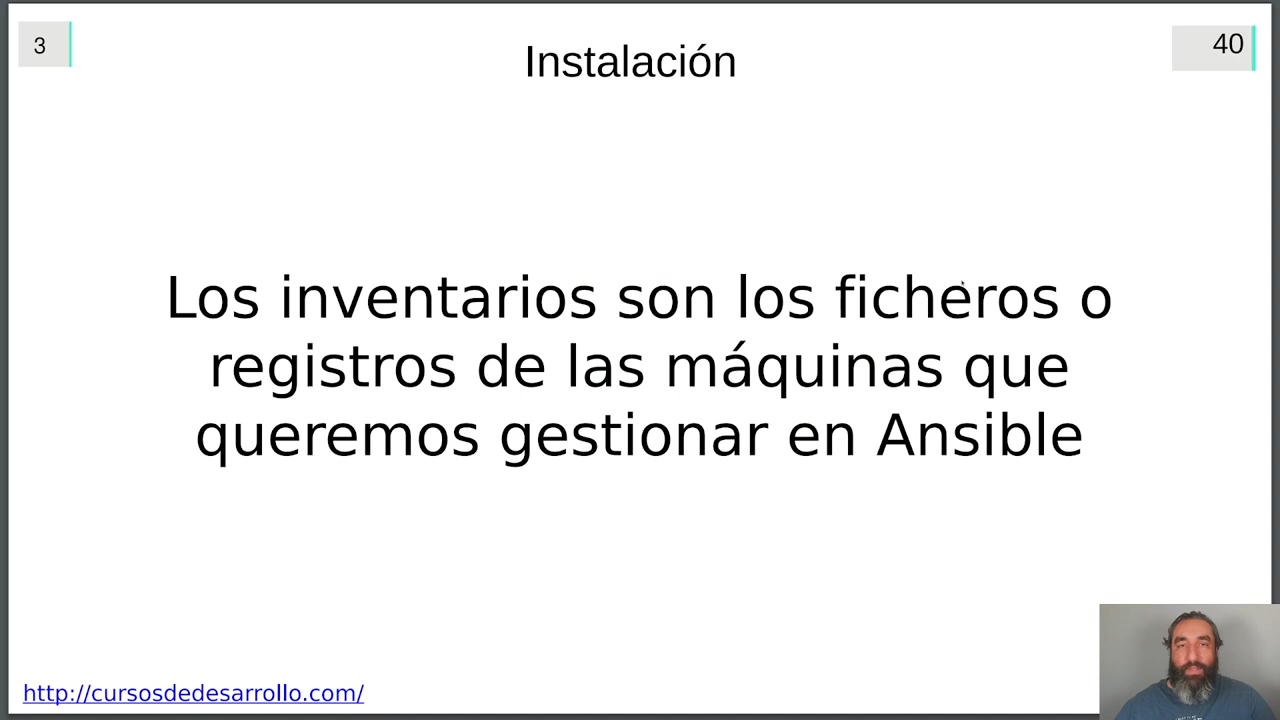 3
Instalación
40
Los inventarios son los ficheros o
registros de las máquinas que
queremos gestionar en Ansible
http://cursosdedesarrollo.com/